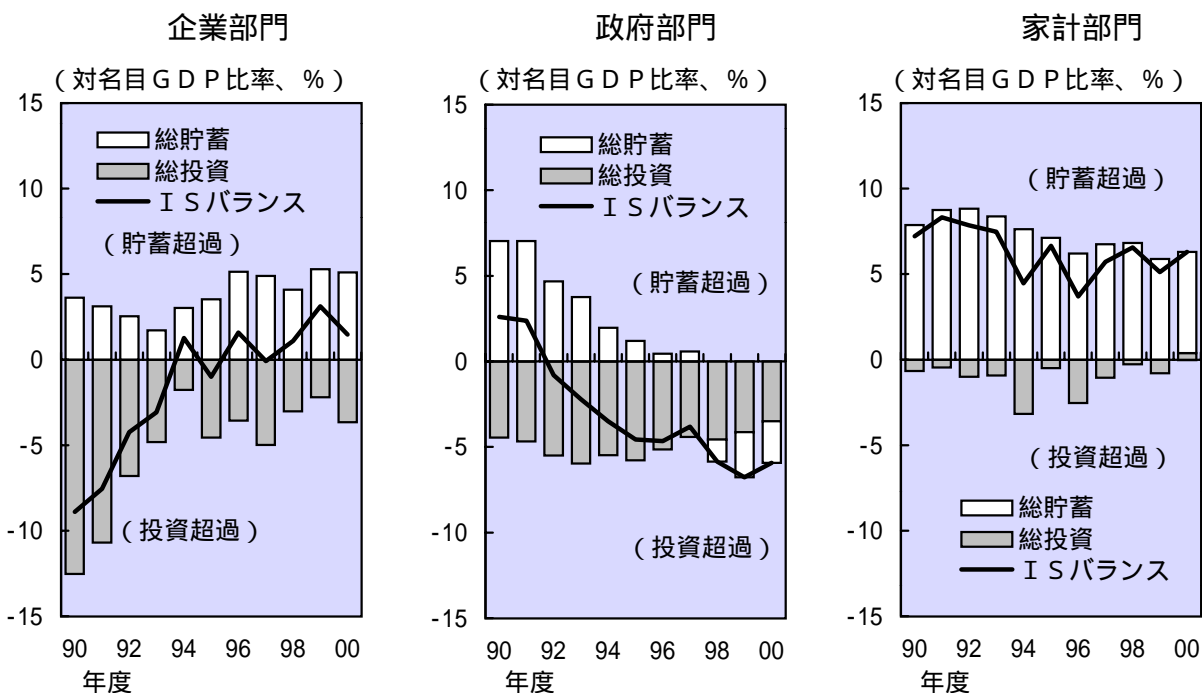 企業部門
(対名目ＧＤＰ比率、%)
15
10
5
0
-5
-10
-15
総貯蓄
総投資
ＩＳバランス
(貯蓄超過)
(投資超過)
90 92 94 96 98 00
年度
政府部門
(対名目ＧＤＰ比率、%)
15
10
5
0
-5
-10
-15
総貯蓄
総投資
ＩＳバランス
(貯蓄超過)
(投資超過)
90 92 94 96 98 00
年度
家計部門
(対名目ＧＤＰ比率、%)
15
10
5
0
-5
-10
-15
(貯蓄超過)
(投資超過)
総貯蓄
総投資
ＩＳバランス
90 92 94 96 98 00
年度